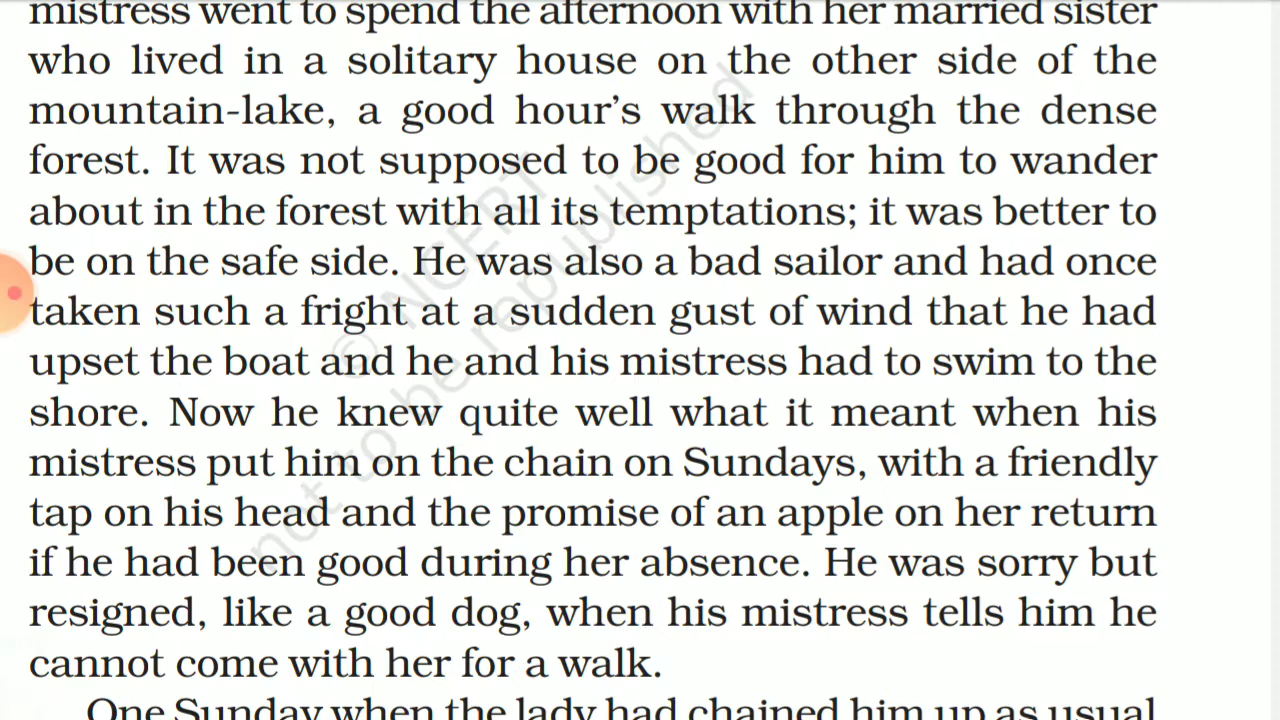 mistress went to spend the afternoon with her married sister
who lived in a solitary house on the other side of the
mountain-lake, a good hour's walk through the dense
forest. It was not supposed to be good for him to wander
about in the forest with all its temptations; it was better to
be on the safe side. He was also a bad sailor and had once
taken such a fright at a sudden gust of wind that he had
upset the boat and he and his mistress had to swim to the
shore. Now he knew quite well what it meant when his
mistress put him on the chain on Sundays, with a friendly
tap on his head and the promise of an apple on her return
if he had been good during her absence. He was sorry but
resigned, like a good dog, when his mistress tells him he
cannot come with her for a walk.
One Sunday when the lady had chained him up as usual
© NCERT
not to be republished